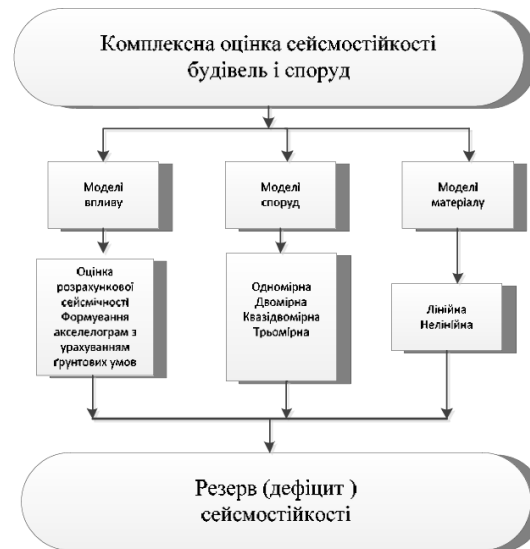 Комплексна оцінка сейсмостійкості
будівель і споруд
Моделі
впливу
Моделі
споруд
Моделі
матеріалу
Оцінка
розрахункової
сейсмічності
Формування
акселелограм з
урахуванням
ґрунтових умов
Одномірна
Двомірна
Квазідвомірна
Трьомірна
Лінійна
Нелінійна
Резерв (дефіцит )
сейсмостійкості